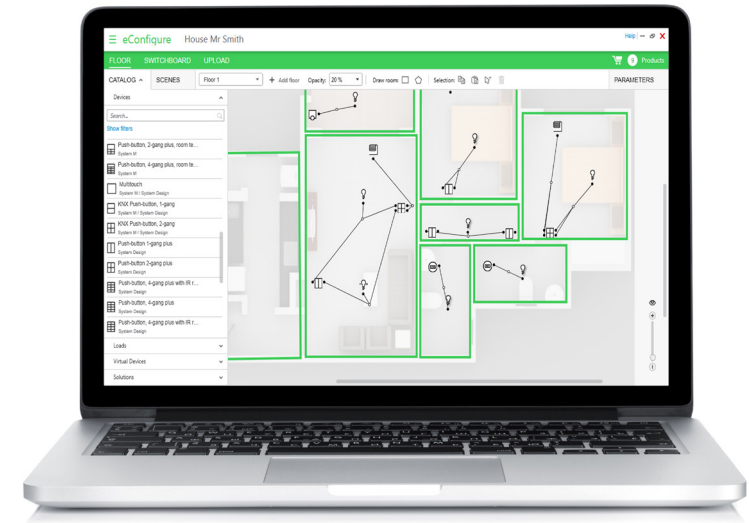 eConfigure House Mr Smith Help
FLOOR SWITCHBOARD UPLOAD Products
CATALOG SCENES Floor 1 + Add floor Opacity: 20 % Draw room: Selection: PARAMETERS
Devices
Search...
Show filters
Push-button, 2-gang plus, room te...
System M
Push-button, 4-gang plus, room te...
System M
Multitouch
System M / System Design
KNX Push-button, 1-gang
System M / System Design
KNX Push-button, 2-gang
System M / System Design
Push-button 1-gang plus
System Design
Push-button 2-gang plus
System Design
Push-button, 4-gang plus with IR r...
System Design
Push-button, 4-gang plus
System Design
Push-button, 4-gang plus with IR r...
System Design
Loads
Virtual Devices
Solutions